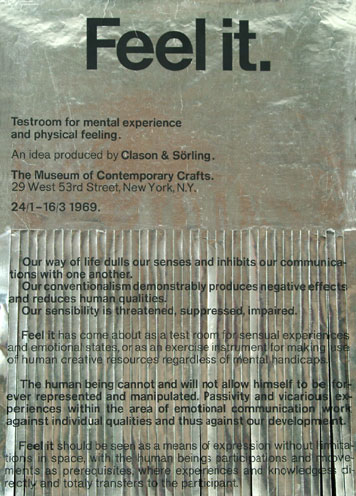 Feel it.
Testroom for mental experience
and physical feeling.
An idea produced by Clason & Sörling.
The Museum of Contemporary Crafts.
29 West 53rd Street, New York, N.Y.
24/1–16/3 1969.
Our way of life dulls our senses and inhibits our communica-
tions with one another.
Our conventionalism demonstrably produces negative effects
and reduces human qualities.
Our sensibility is threatened, suppressed, impaired.
Feel it has come about as a test room for sensual experiences
and emotional states, or as an exercise instrument for making use
of human creative resources regardless of mental handicaps.
The human being cannot and will not allow himself to be for-
ever represented and manipulated. Passivity and vicarious ex-
periences within the area of emotional communication work
against individual qualities and thus against our development.
Feel it should be seen as a means of expression without limita-
tions in space, with the human beings participations and move-
ments as prerequisites, where experiences and knowledge di-
rectly and totaly transfers to the participant.